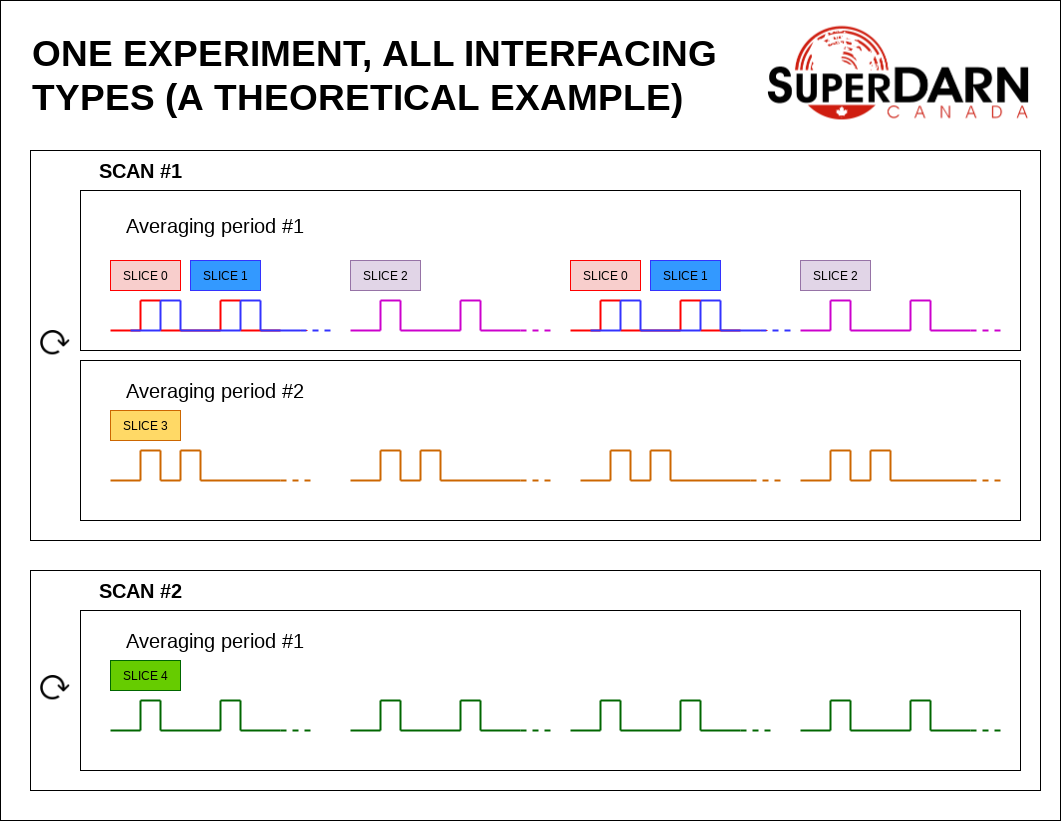 ONE EXPERIMENT, ALL INTERFACING
TYPES (A THEORETICAL EXAMPLE)
SUPERDARN
CANADA
SCAN #1
Averaging period #1
SLICE 0 SLICE 1 SLICE 2 SLICE 0 SLICE 1 SLICE 2
Averaging period #2
SLICE 3
SCAN #2
Averaging period #1
SLICE 4